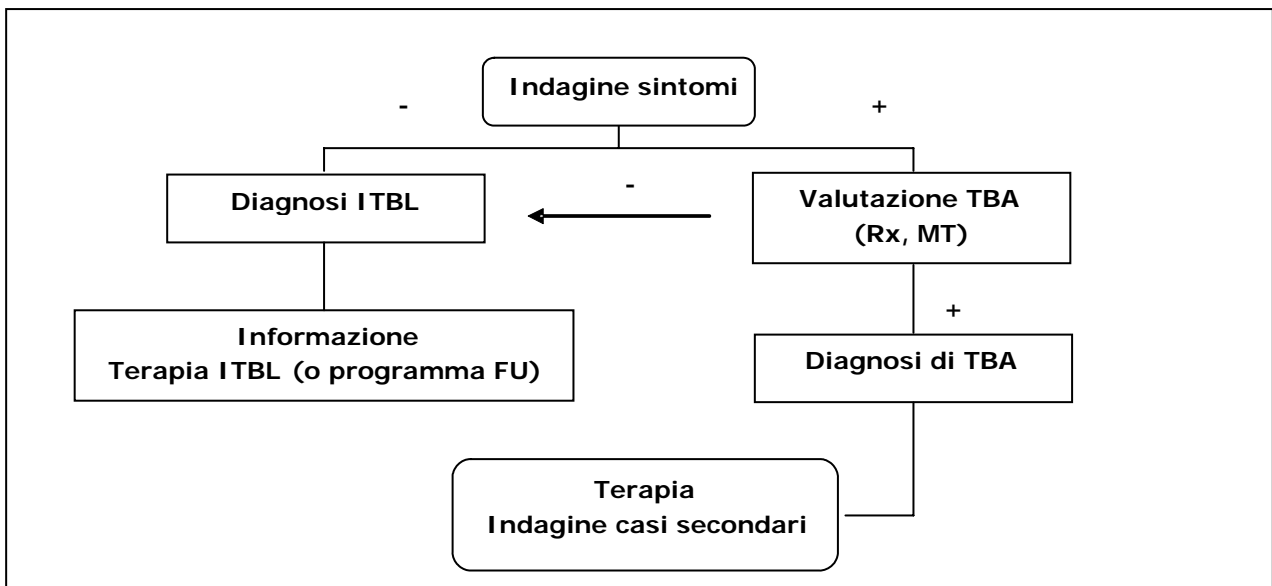 Indagine sintomi
-
+
Diagnosi ITBL
-
Valutazione TBA
(Rx, MT)
Informazione
Terapia ITBL (o programma FU)
+
Diagnosi di TBA
Terapia
Indagine casi secondari